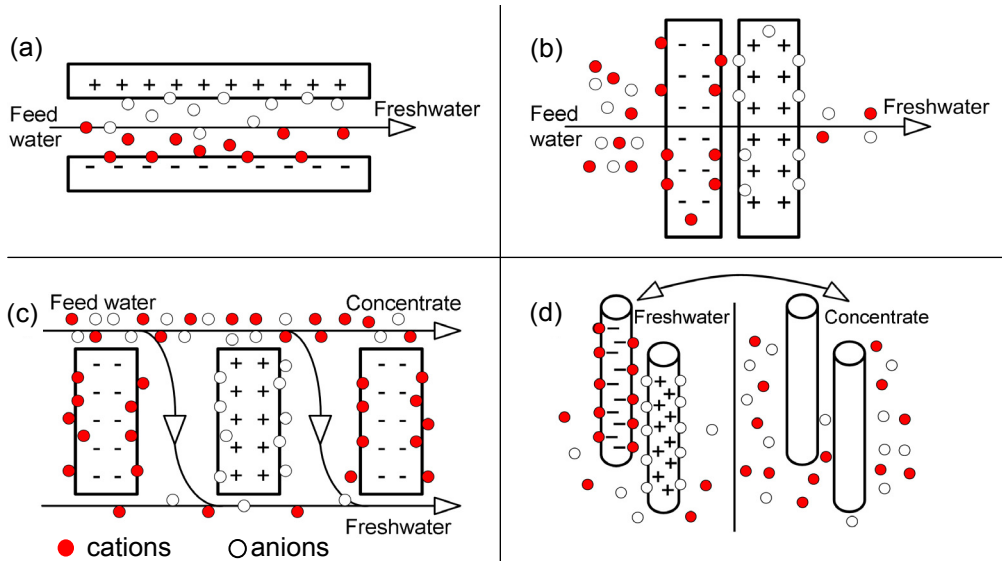 (a)
+ + + + + + + + + +
Feed
water
Freshwater
- - - - - - - - - -
(b)
- - + +
- - + +
- - + +
Feed
water
Freshwater
- - + +
- - + +
- - + +
(c)
Feed water
Concentrate
- - + + - -
- - + + - -
- - + + - -
- - + + - -
- - + + - -
Freshwater
cations
anions
(d)
Freshwater
Concentrate